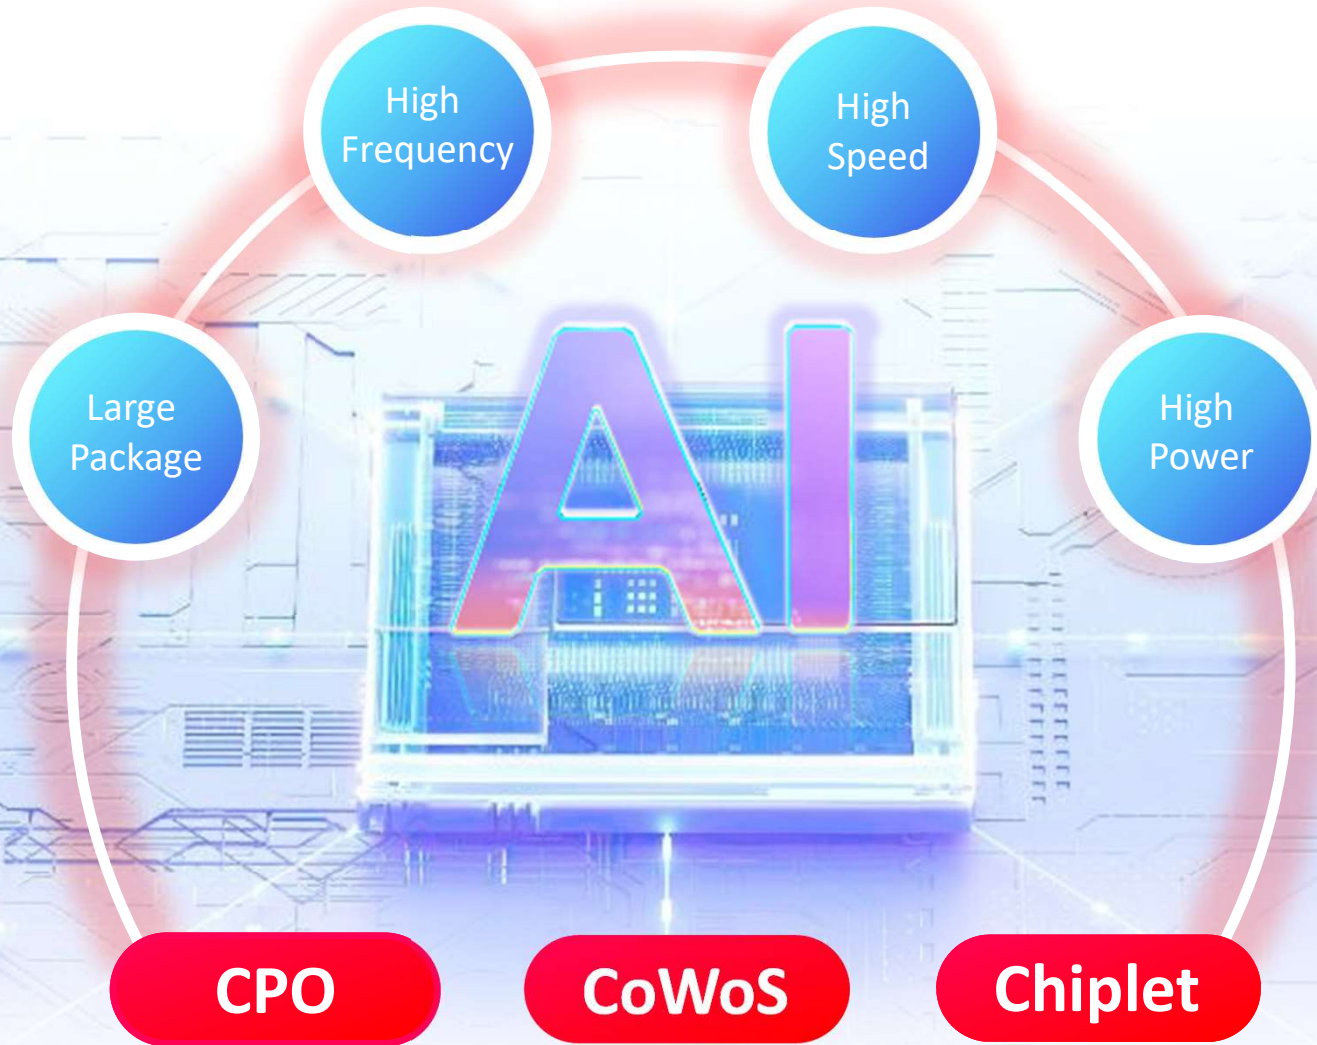 High
Frequency
High
Speed
Large
Package
High
Power
AI
CPO
CoWoS
Chiplet